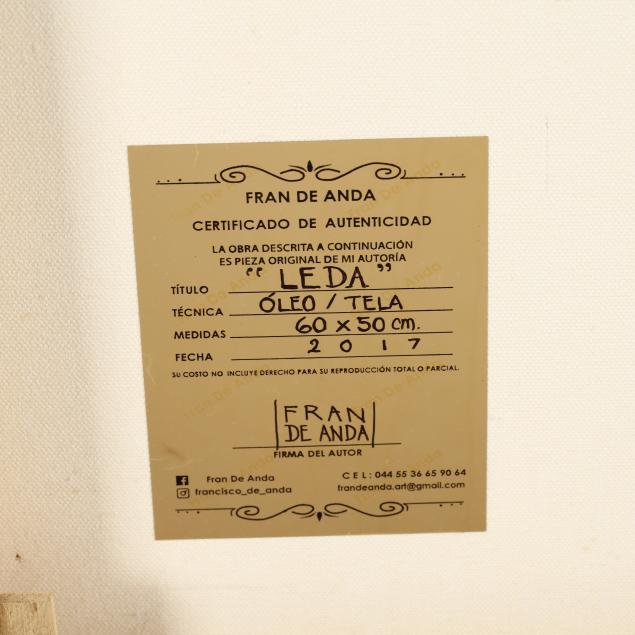 FRAN DE ANDA
CERTIFICADO DE AUTENTICIDAD
LA OBRA DESCRITA A CONTINUACIÓN
ES PIEZA ORIGINAL DE MI AUTORÍA
TÍTULO “LEDA”
TÉCNICA ÓLEO / TELA
MEDIDAS 60 x 50 cm.
FECHA 2017
SU COSTO NO INCLUYE DERECHO PARA SU REPRODUCCIÓN TOTAL O PARCIAL.
FRAN
DE ANDA
FIRMA DEL AUTOR
Fran De Anda CEL: 044 55 36 65 90 64
francisco_de_anda frandeanda.art@gmail.com